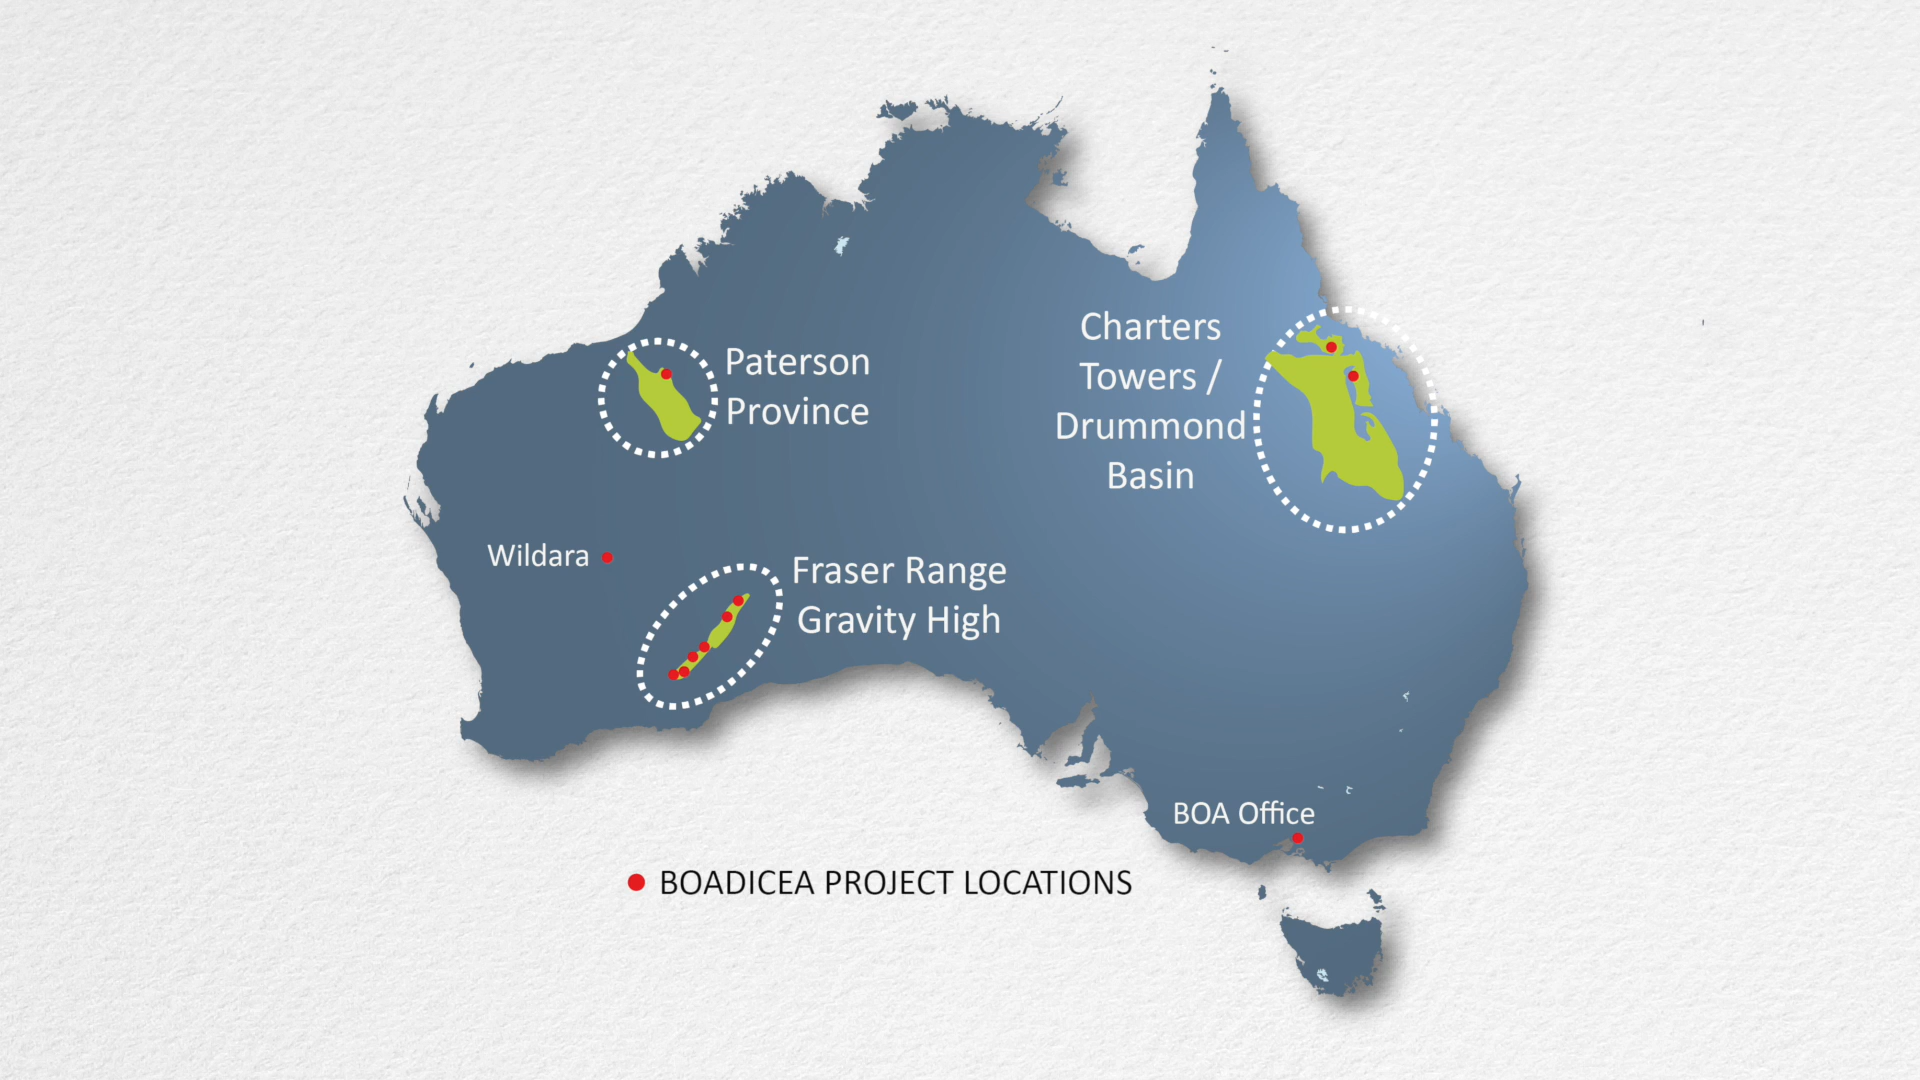 Charters
Towers /
Drummond
Basin
Paterson
Province
Wildara
Fraser Range
Gravity High
BOA Office
BOADICEA PROJECT LOCATIONS